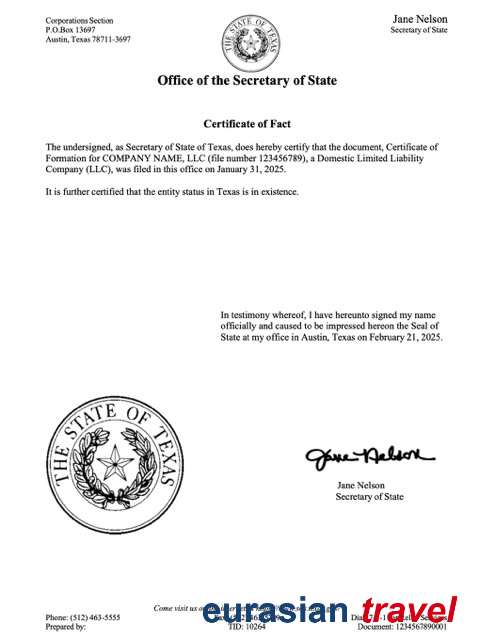 Corporations Section
P.O.Box 13697
Austin, Texas 78711-3697
THE STATE OF TEXAS
Jane Nelson
Secretary of State
Office of the Secretary of State
Certificate of Fact
The undersigned, as Secretary of State of Texas, does hereby certify that the document, Certificate of
Formation for COMPANY NAME, LLC (file number 123456789), a Domestic Limited Liability
Company (LLC), was filed in this office on January 31, 2025.
It is further certified that the entity status in Texas is in existence.
In testimony whereof, I have hereunto signed my name
officially and caused to be impressed hereon the Seal of
State at my office in Austin, Texas on February 21, 2025.
THE STATE OF TEXAS
Jane Nelson
Jane Nelson
Secretary of State
Come visit us on the internet
Phone: (512) 463-5555
Prepared by:
TID: 10264
Document: 1234567890001
eurasian travel